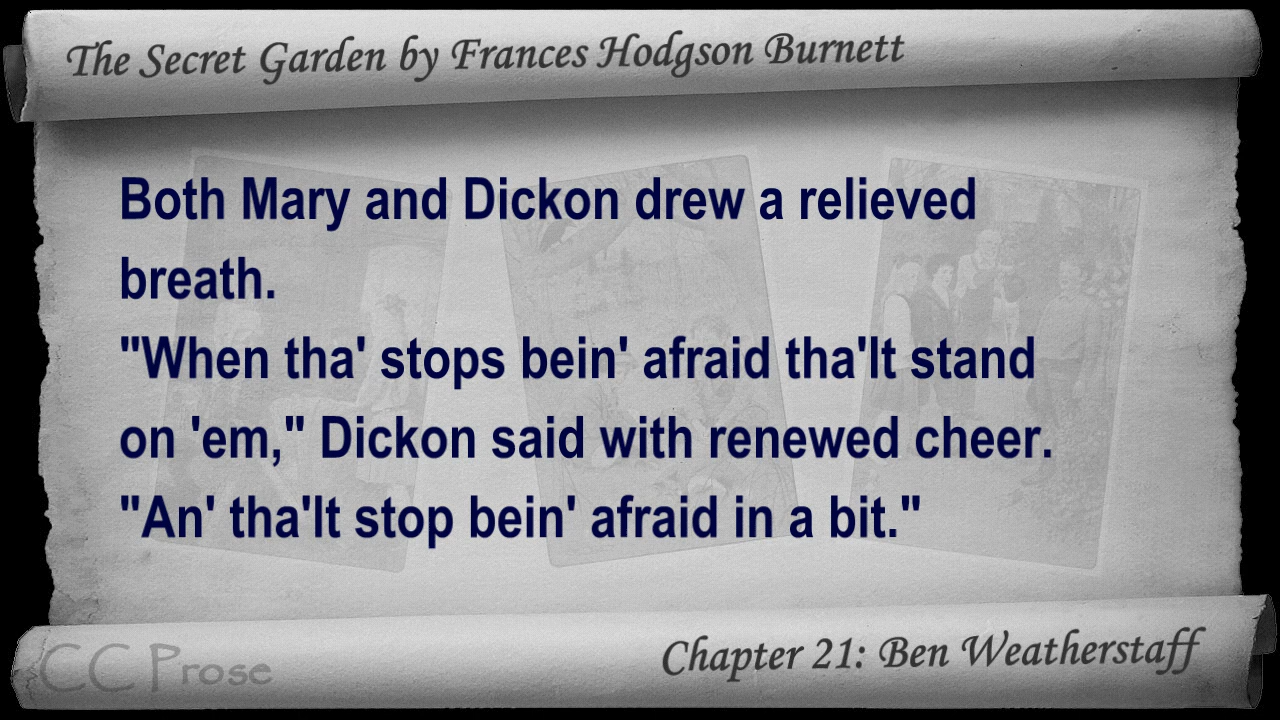 The Secret Garden by Frances Hodgson Burnett
Both Mary and Dickon drew a relieved
breath.
"When tha' stops bein' afraid tha'lt stand
on 'em," Dickon said with renewed cheer.
"An' tha'lt stop bein' afraid in a bit."
CC Prose
Chapter 21: Ben Weatherstaff